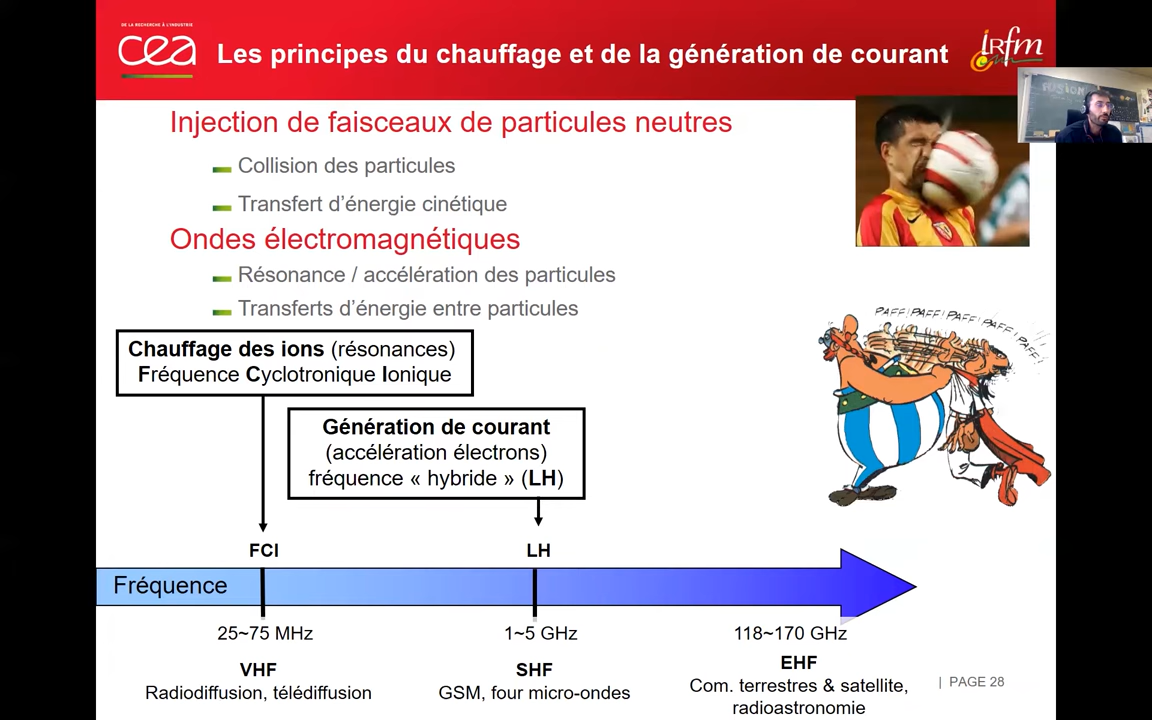 DE LA RECHERCHE À L'INDUSTRIE
cea
Les principes du chauffage et de la génération de courant
irfm
Injection de faisceaux de particules neutres
Collision des particules
Transfert d'énergie cinétique
Ondes électromagnétiques
Résonance / accélération des particules
Transferts d'énergie entre particules
PAFF! PAFF! PAFF! PAFF! PAFF!
Chauffage des ions (résonances)
Fréquence Cyclotronique Ionique
Génération de courant
(accélération électrons)
fréquence « hybride » (LH)
FCI
LH
Fréquence
25~75 MHz
1~5 GHz
118~170 GHz
VHF
Radiodiffusion, télédiffusion
SHF
GSM, four micro-ondes
EHF
Com. terrestres & satellite,
radioastronomie
| PAGE 28